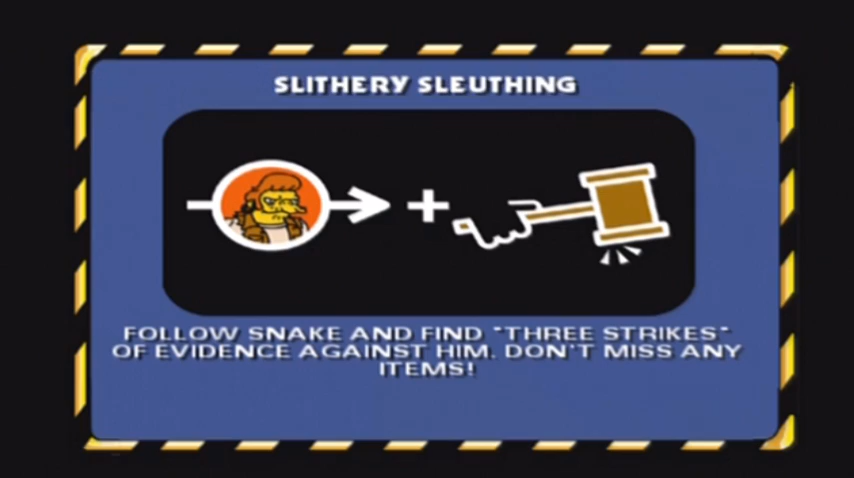 SLITHERY SLEUTHING
FOLLOW SNAKE AND FIND "THREE STRIKES"
OF EVIDENCE AGAINST HIM. DON'T MISS ANY
ITEMS!